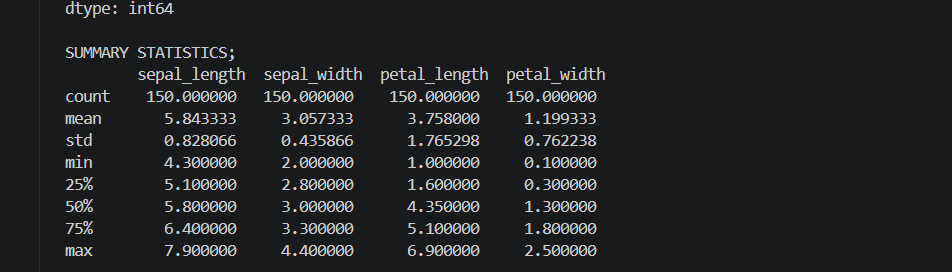 dtype: int64
SUMMARY STATISTICS;
sepal_length sepal_width petal_length petal_width
count 150.000000 150.000000 150.000000 150.000000
mean 5.843333 3.057333 3.758000 1.199333
std 0.828066 0.435866 1.765298 0.762238
min 4.300000 2.000000 1.000000 0.100000
25% 5.100000 2.800000 1.600000 0.300000
50% 5.800000 3.000000 4.350000 1.300000
75% 6.400000 3.300000 5.100000 1.800000
max 7.900000 4.400000 6.900000 2.500000